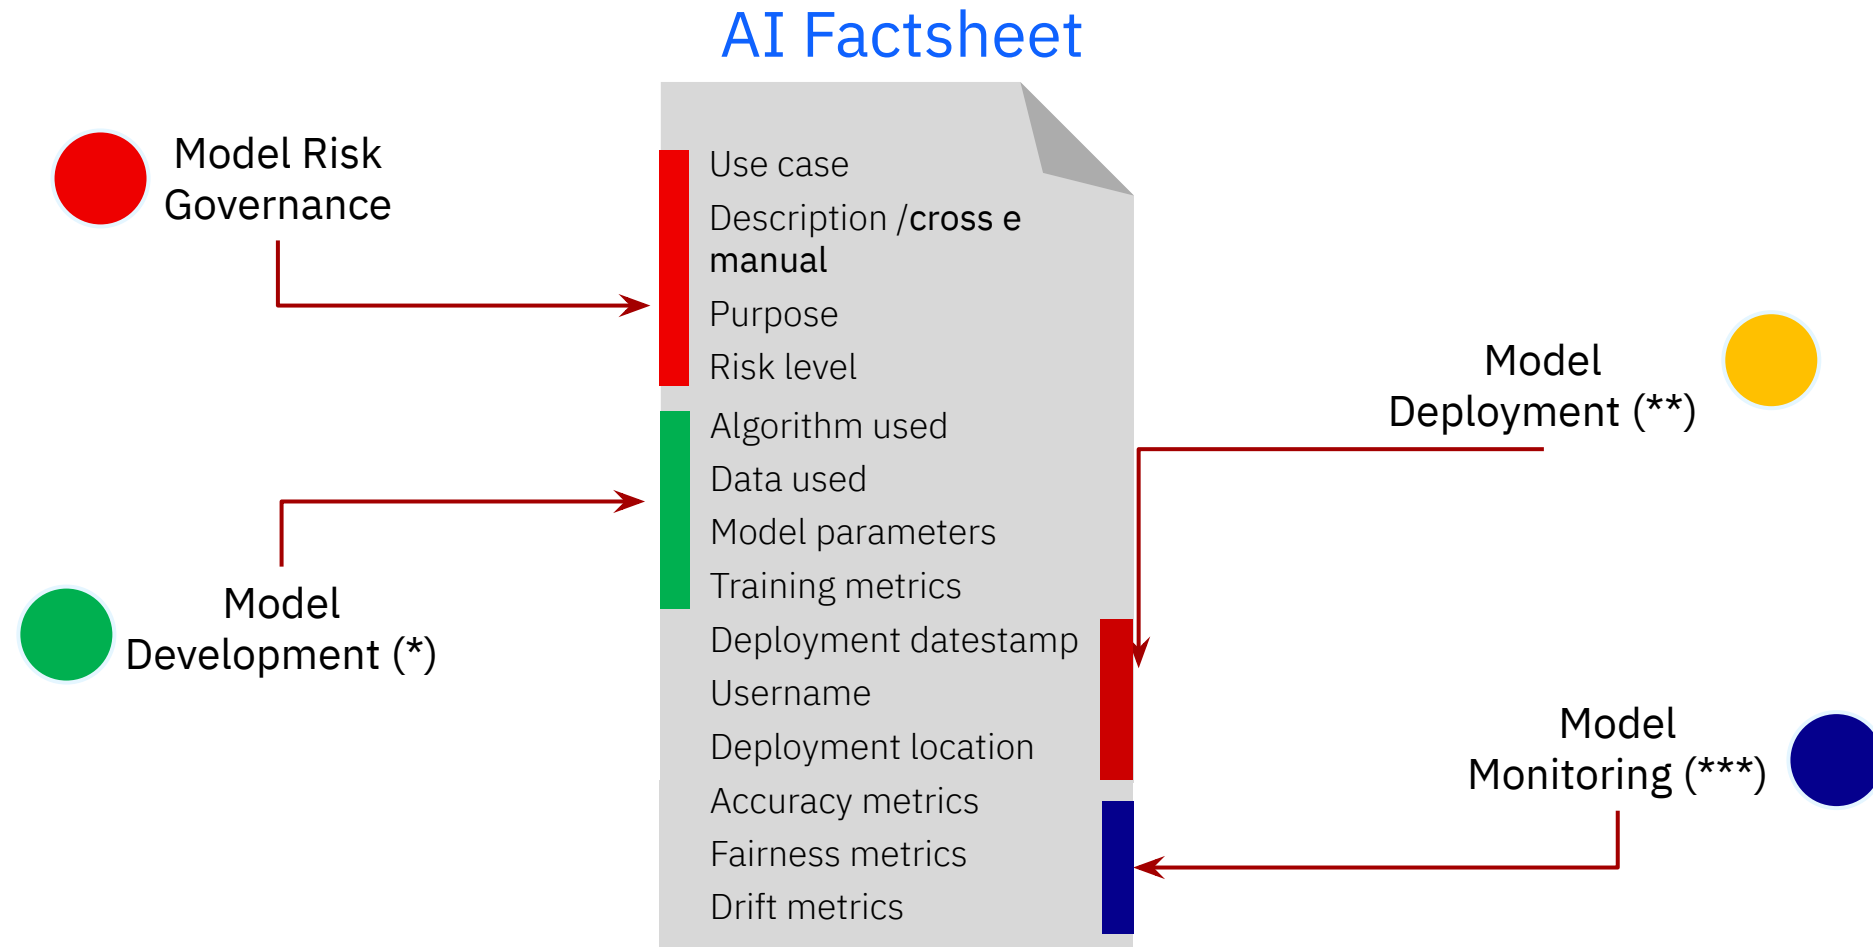 AI Factsheet
Model Risk
Governance
Use case
Description /cross e
manual
Purpose
Risk level
Algorithm used
Data used
Model parameters
Training metrics
Deployment datestamp
Username
Deployment location
Accuracy metrics
Fairness metrics
Drift metrics
Model
Development (*)
Model
Deployment (**)
Model
Monitoring (***)